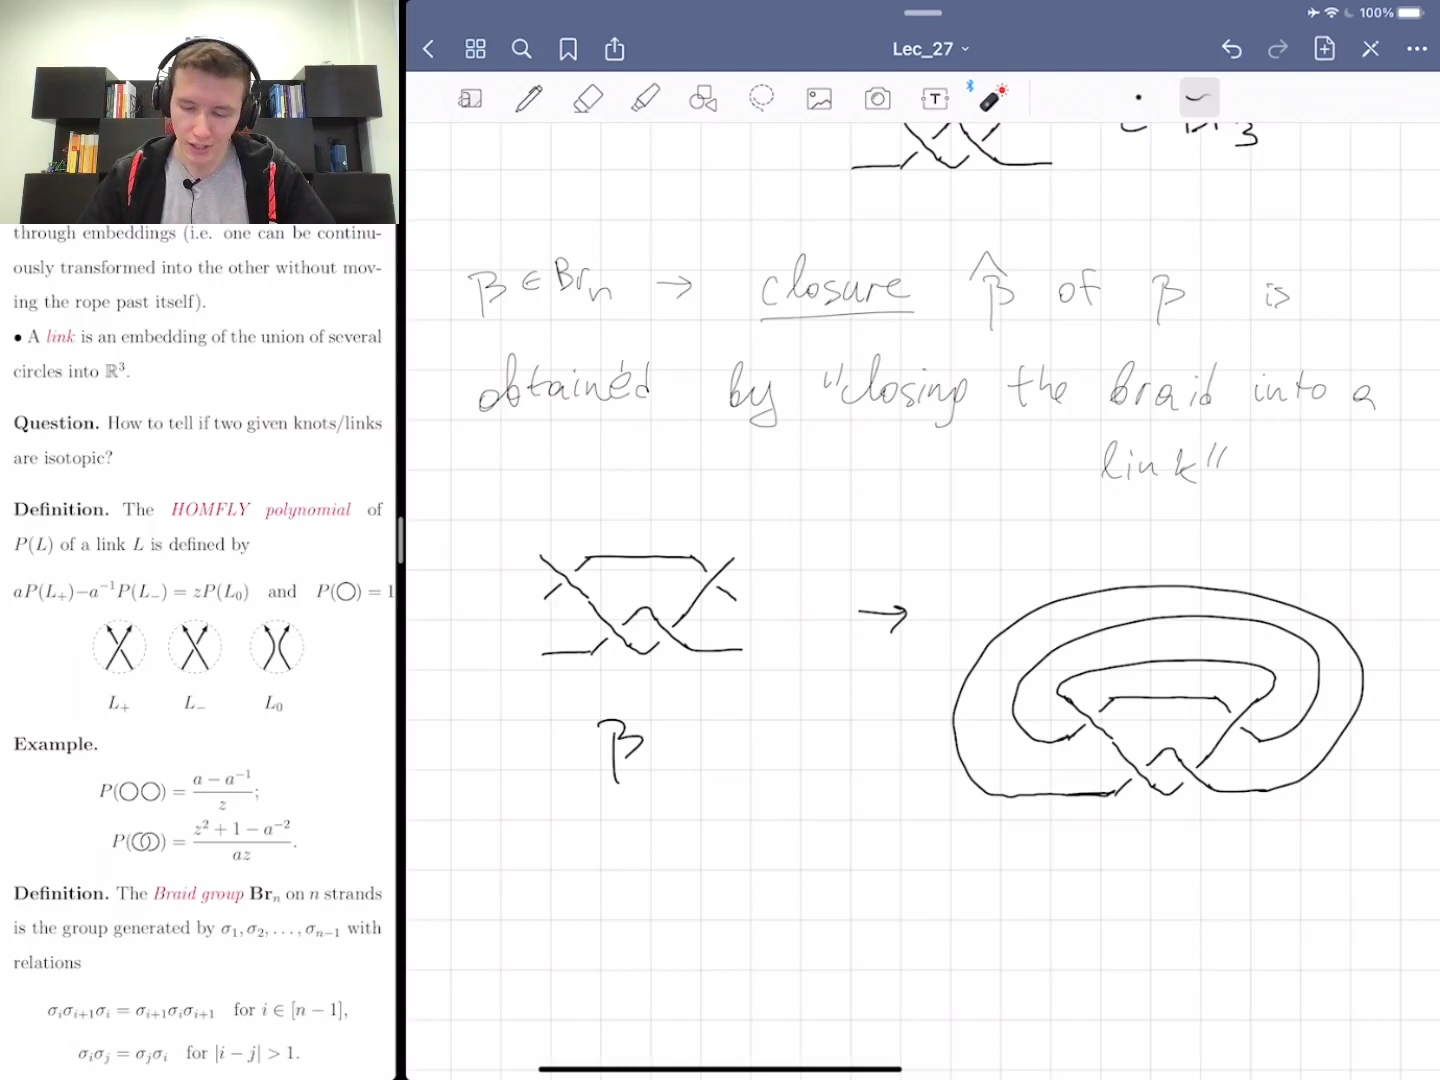 100%
Lec_27
T
through embeddings (i.e. one can be continu-
ously transformed into the other without mov-
ing the rope past itself).
• A link is an embedding of the union of several
circles into ℝ³.
Question. How to tell if two given knots/links
are isotopic?
Definition. The HOMFLY polynomial of
P(L) of a link L is defined by
aP(L₊)−a⁻¹P(L₋) = zP(L₀) and P(◯) = 1
L₊ L₋ L₀
Example.
P(◯◯) = (a − a⁻¹)/z;
P(⃝⃝) = (z² + 1 − a⁻²)/(az).
Definition. The Braid group Brₙ on n strands
is the group generated by σ₁, σ₂, . . . , σₙ₋₁ with
relations
σᵢσᵢ₊₁σᵢ = σᵢ₊₁σᵢσᵢ₊₁ for i ∈ [n − 1],
σᵢσⱼ = σⱼσᵢ for |i − j| > 1.
β ∈ Brₙ → closure β̂ of β is
obtained by "closing the braid into a
link"
→
β